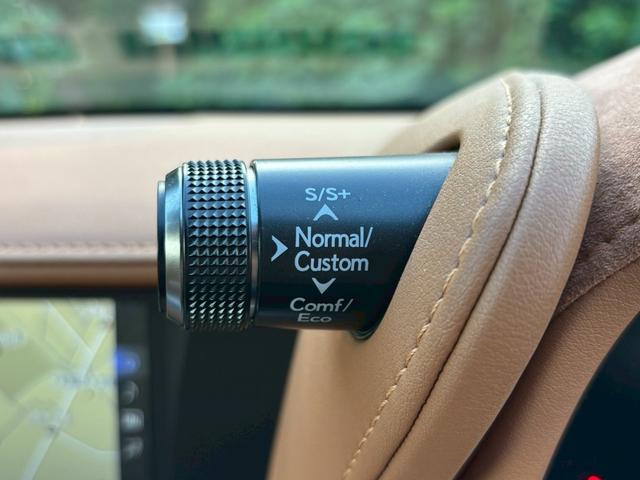 S/S+
Normal/
Custom
Comf/
Eco